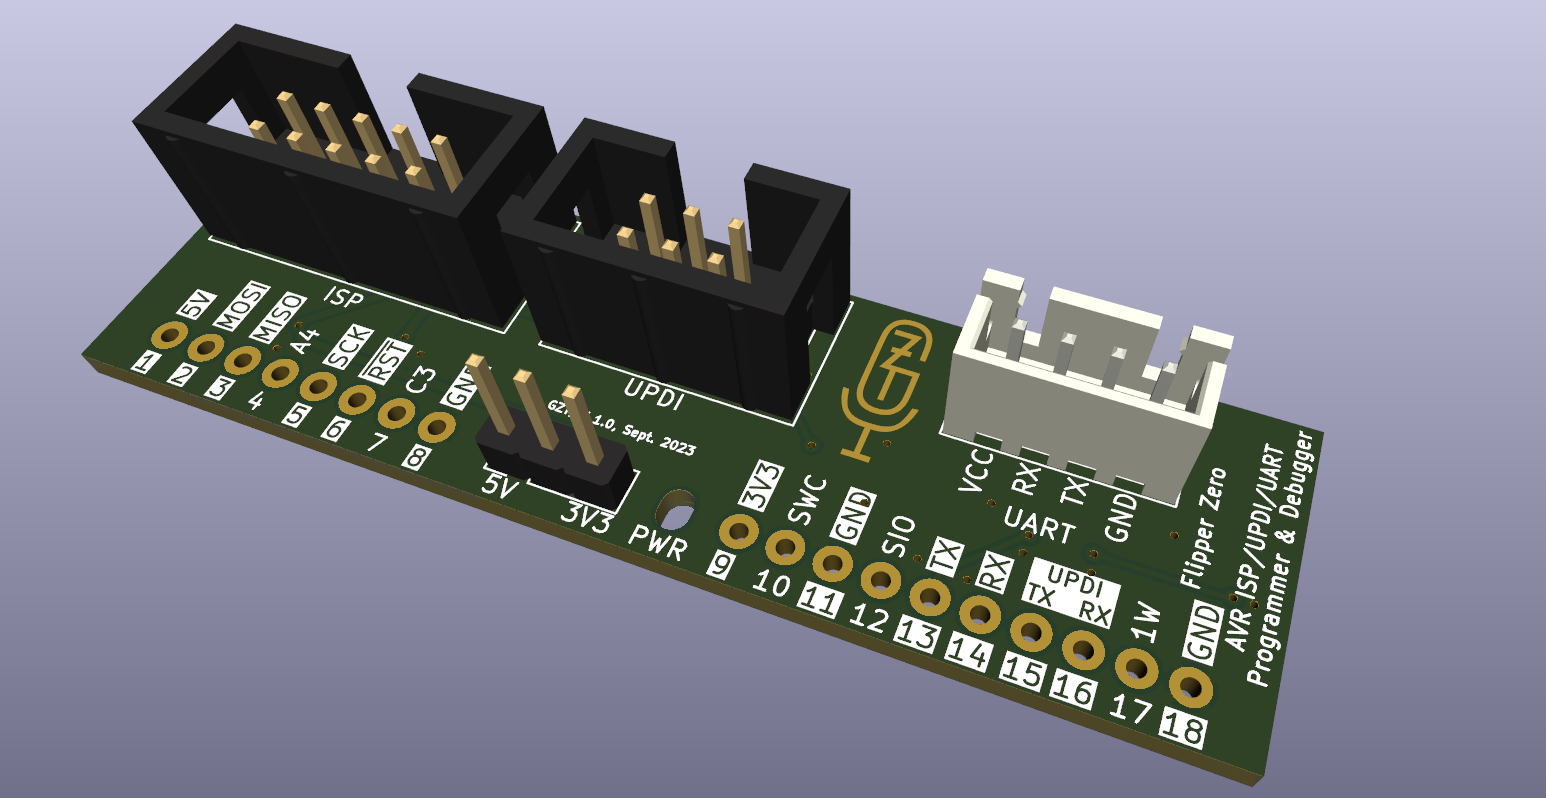 ISP
5V
MOSI
MISO
A4
SCK
RST
C3
1
2
3
4
5
6
7
8
UPDI
1.0, Sept. 2023
5V
3V3
PWR
3V3
SWC
GND
SIO
TX
RX
UPDI
TX RX
1W
GND
9
10
11
12
13
14
15
16
17
18
VCC
RX
TX
GND
UART
Flipper Zero
AVR ISP/UPDI/UART
Programmer & Debugger